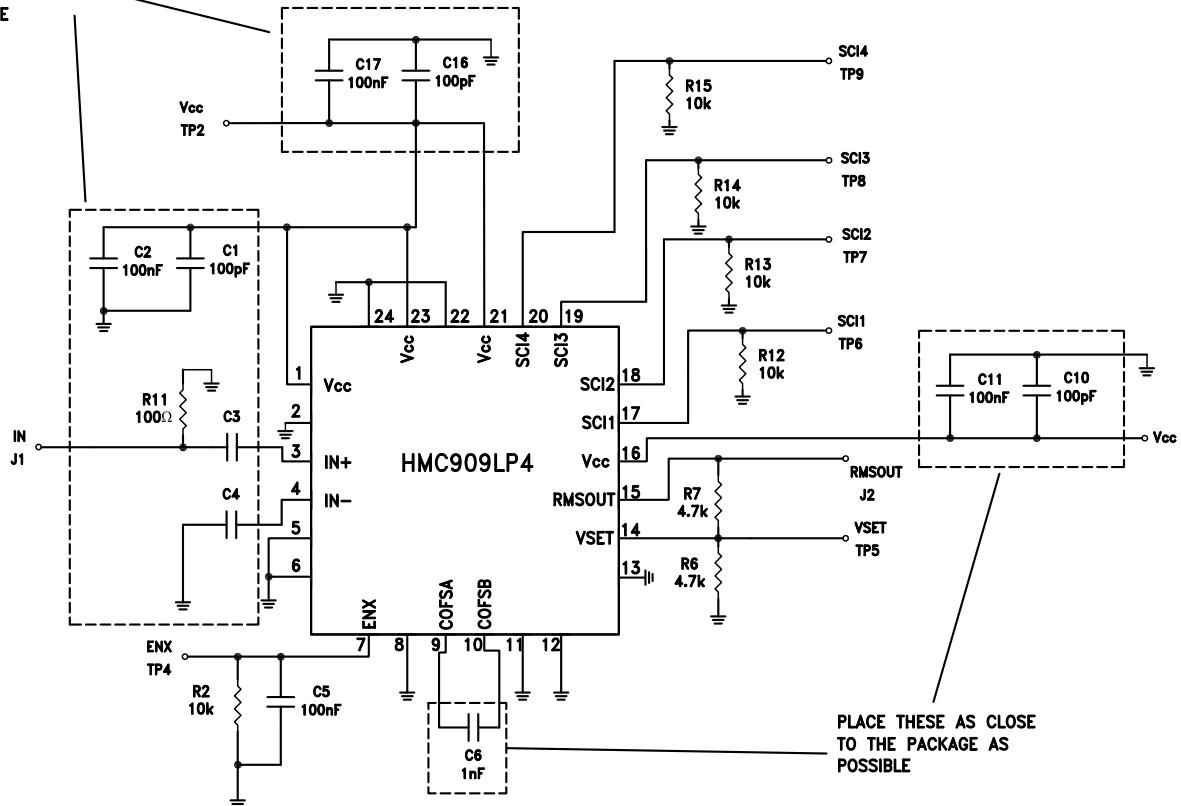 E
C17
100nF
C16
100pF
Vcc
TP2
SCI4
TP9
R15
10k
SCI3
TP8
R14
10k
SCI2
TP7
R13
10k
SCI1
TP6
R12
10k
C2
100nF
C1
100pF
24
23
22
21
20
19
Vcc
Vcc
SCI4
SCI3
1
Vcc
2
3
IN+
4
IN-
5
6
R11
100Ω
C3
C4
IN
J1
HMC909LP4
SCI2
18
SCI1
17
Vcc
16
RMSOUT
15
VSET
14
13
C11
100nF
C10
100pF
Vcc
RMSOUT
J2
R7
4.7k
VSET
TP5
R6
4.7k
ENX
COFSA
COFSB
7
8
9
10
11
12
ENX
TP4
R2
10k
C5
100nF
C6
1nF
PLACE THESE AS CLOSE
TO THE PACKAGE AS
POSSIBLE